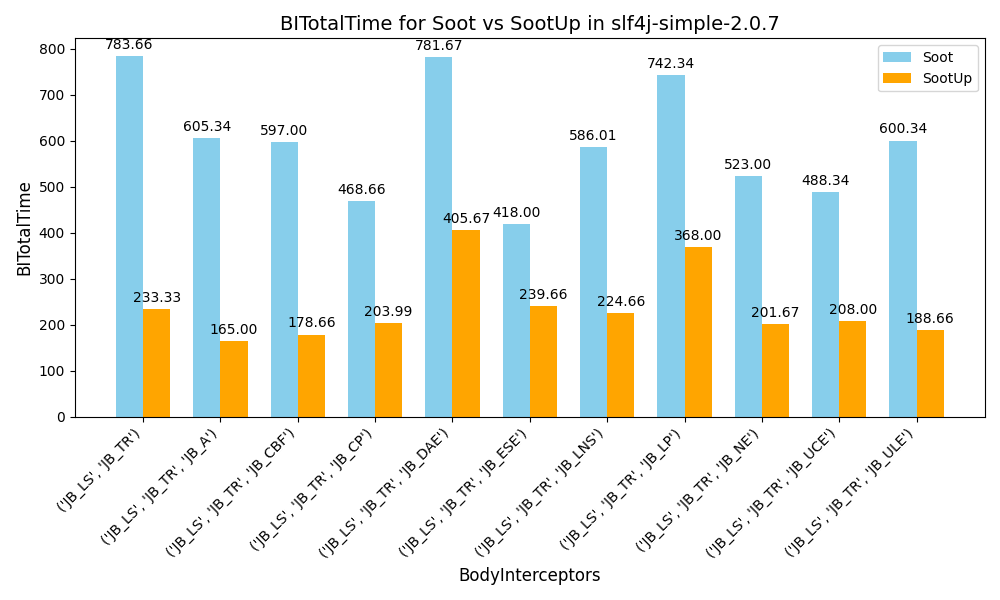 BITotalTime for Soot vs SootUp in slf4j-simple-2.0.7
Soot
SootUp
BITotalTime
800
700
600
500
400
300
200
100
0
783.66
233.33
605.34
165.00
597.00
178.66
468.66
203.99
781.67
405.67
418.00
239.66
586.01
224.66
742.34
368.00
523.00
201.67
488.34
208.00
600.34
188.66
('JB_LS', 'JB_TR')
('JB_LS', 'JB_TR', 'JB_A')
('JB_LS', 'JB_TR', 'JB_CBF')
('JB_LS', 'JB_TR', 'JB_CP')
('JB_LS', 'JB_TR', 'JB_DAE')
('JB_LS', 'JB_TR', 'JB_ESE')
('JB_LS', 'JB_TR', 'JB_LNS')
('JB_LS', 'JB_TR', 'JB_LP')
('JB_LS', 'JB_TR', 'JB_NE')
('JB_LS', 'JB_TR', 'JB_UCE')
('JB_LS', 'JB_TR', 'JB_ULE')
BodyInterceptors